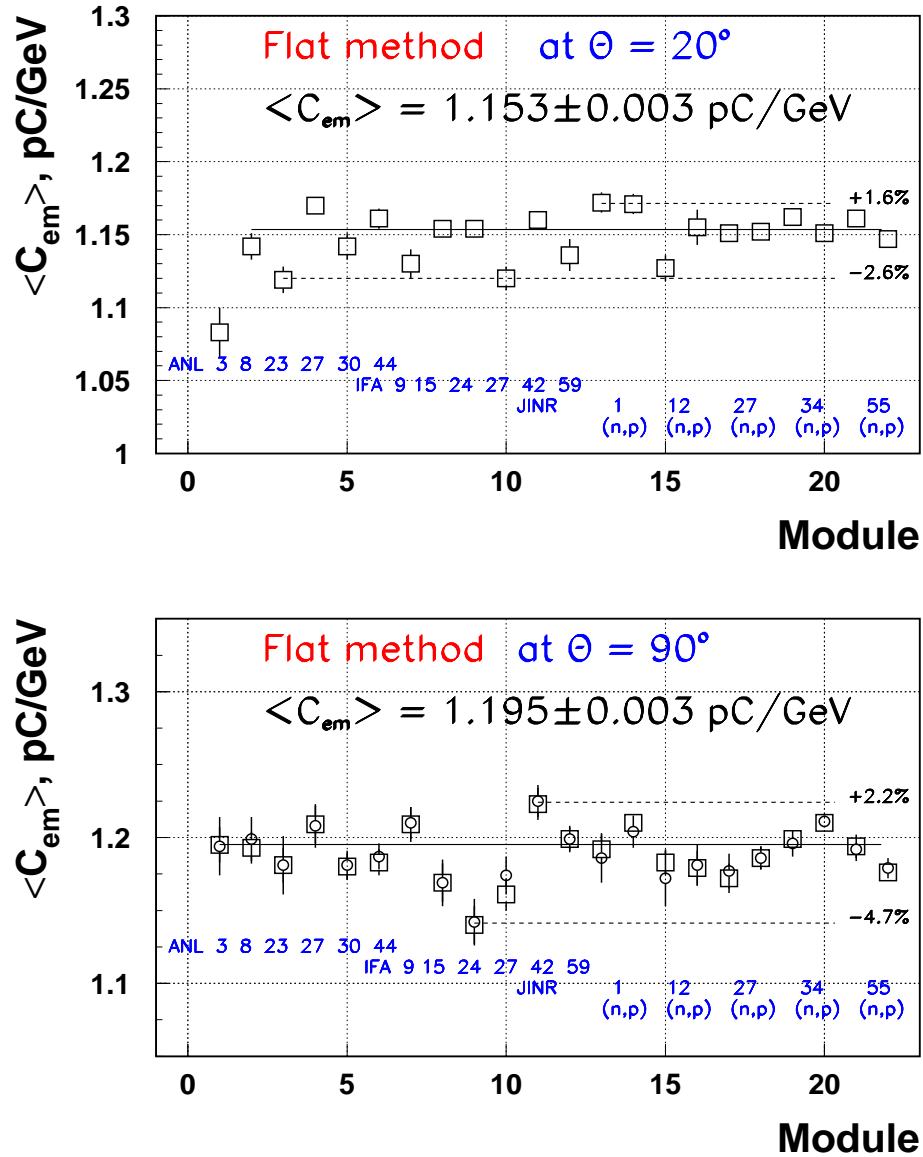 <C_em>, pC/GeV
1.3
Flat method at Θ = 20°
1.25
<C_em> = 1.153±0.003 pC/GeV
1.2
+1.6%
1.15
−2.6%
1.1
ANL 3 8 23 27 30 44
IFA 9 15 24 27 42 59
1.05
JINR 1 12 27 34 55
(n,p) (n,p) (n,p) (n,p) (n,p)
1
0 5 10 15 20
Module
<C_em>, pC/GeV
Flat method at Θ = 90°
1.3
<C_em> = 1.195±0.003 pC/GeV
+2.2%
1.2
−4.7%
ANL 3 8 23 27 30 44
IFA 9 15 24 27 42 59
1.1
JINR 1 12 27 34 55
(n,p) (n,p) (n,p) (n,p) (n,p)
0 5 10 15 20
Module